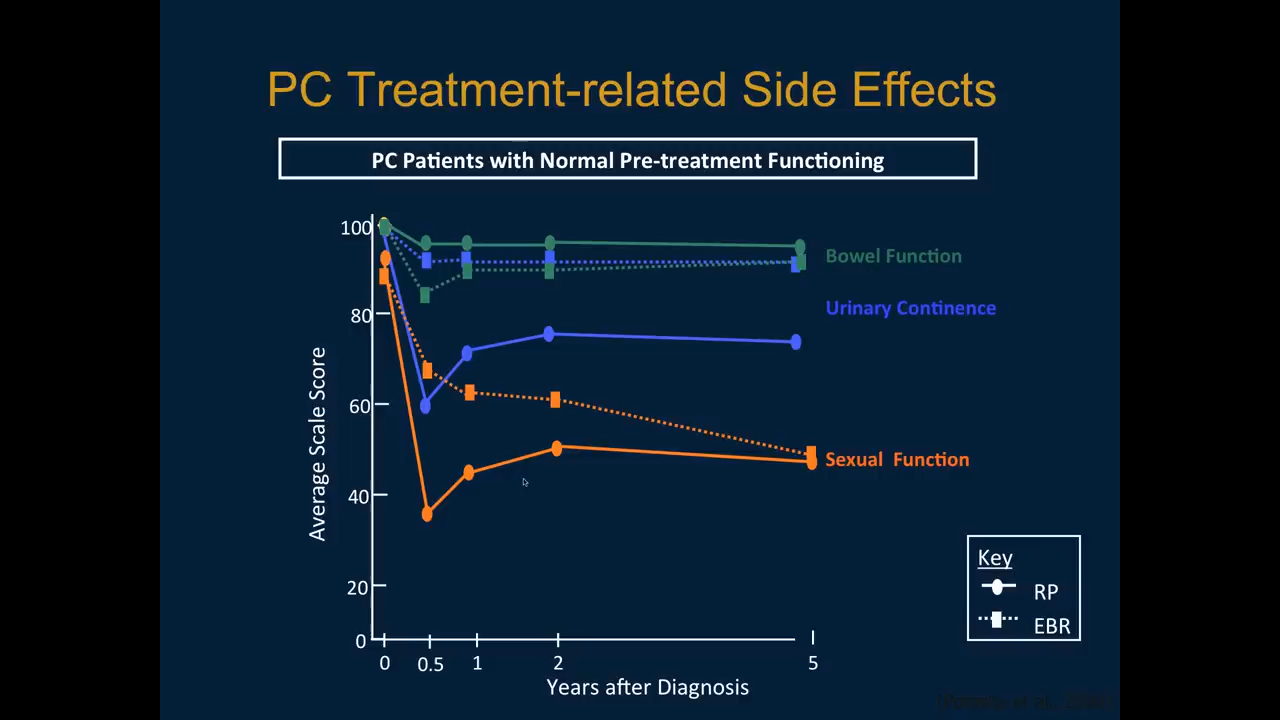 PC Treatment-related Side Effects
PC Patients with Normal Pre-treatment Functioning
100
80
60
40
20
0
Average Scale Score
0
0.5
1
2
5
Years after Diagnosis
Bowel Function
Urinary Continence
Sexual Function
Key
RP
EBR